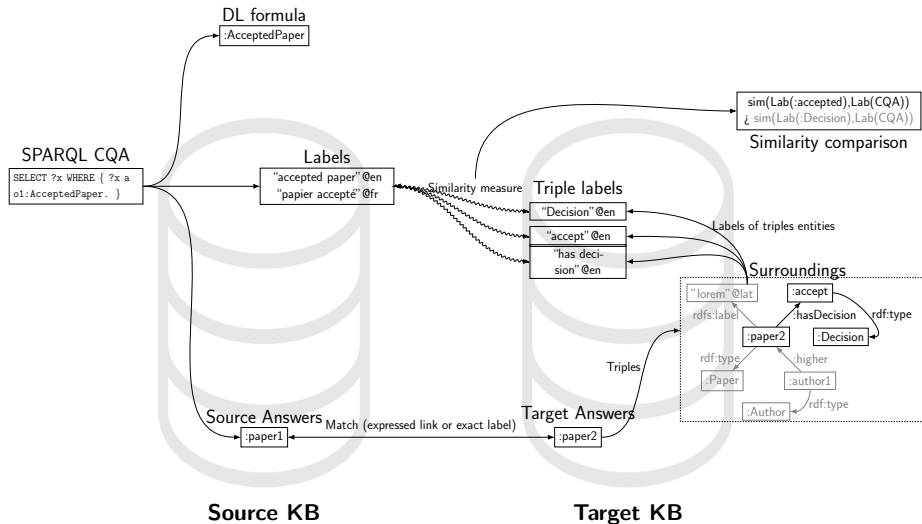 DL formula
:AcceptedPaper
sim(Lab(:accepted),Lab(CQA))
¿ sim(Lab(:Decision),Lab(CQA))
Similarity comparison
SPARQL CQA
SELECT ?x WHERE { ?x a
o1:AcceptedPaper. }
Labels
“accepted paper”@en
“papier accepté”@fr
Similarity measure
Triple labels
“Decision”@en
“accept”@en
“has deci-
sion”@en
Labels of triples entities
Surroundings
“lorem”@lat
:accept
rdfs:label
:hasDecision
rdf:type
:paper2
:Decision
rdf:type
:higher
:Paper
:author1
rdf:type
:Author
Triples
Source Answers
:paper1
Match (expressed link or exact label)
Target Answers
:paper2
Source KB
Target KB